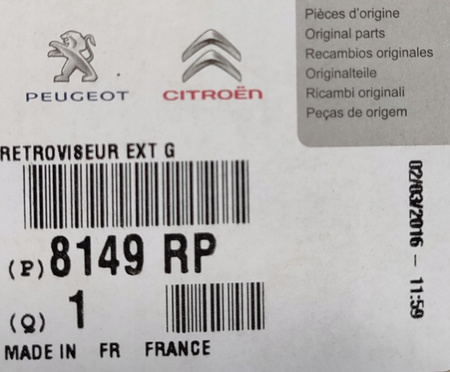 PEUGEOT
CITROËN
Pièces d'origine
Original parts
Recambios originales
Originalteile
Ricambi originali
Peças de origem
RETROVISEUR EXT G
(P) 8149 RP
(Q) 1
MADE IN FR FRANCE
02/03/2016 - 11:59